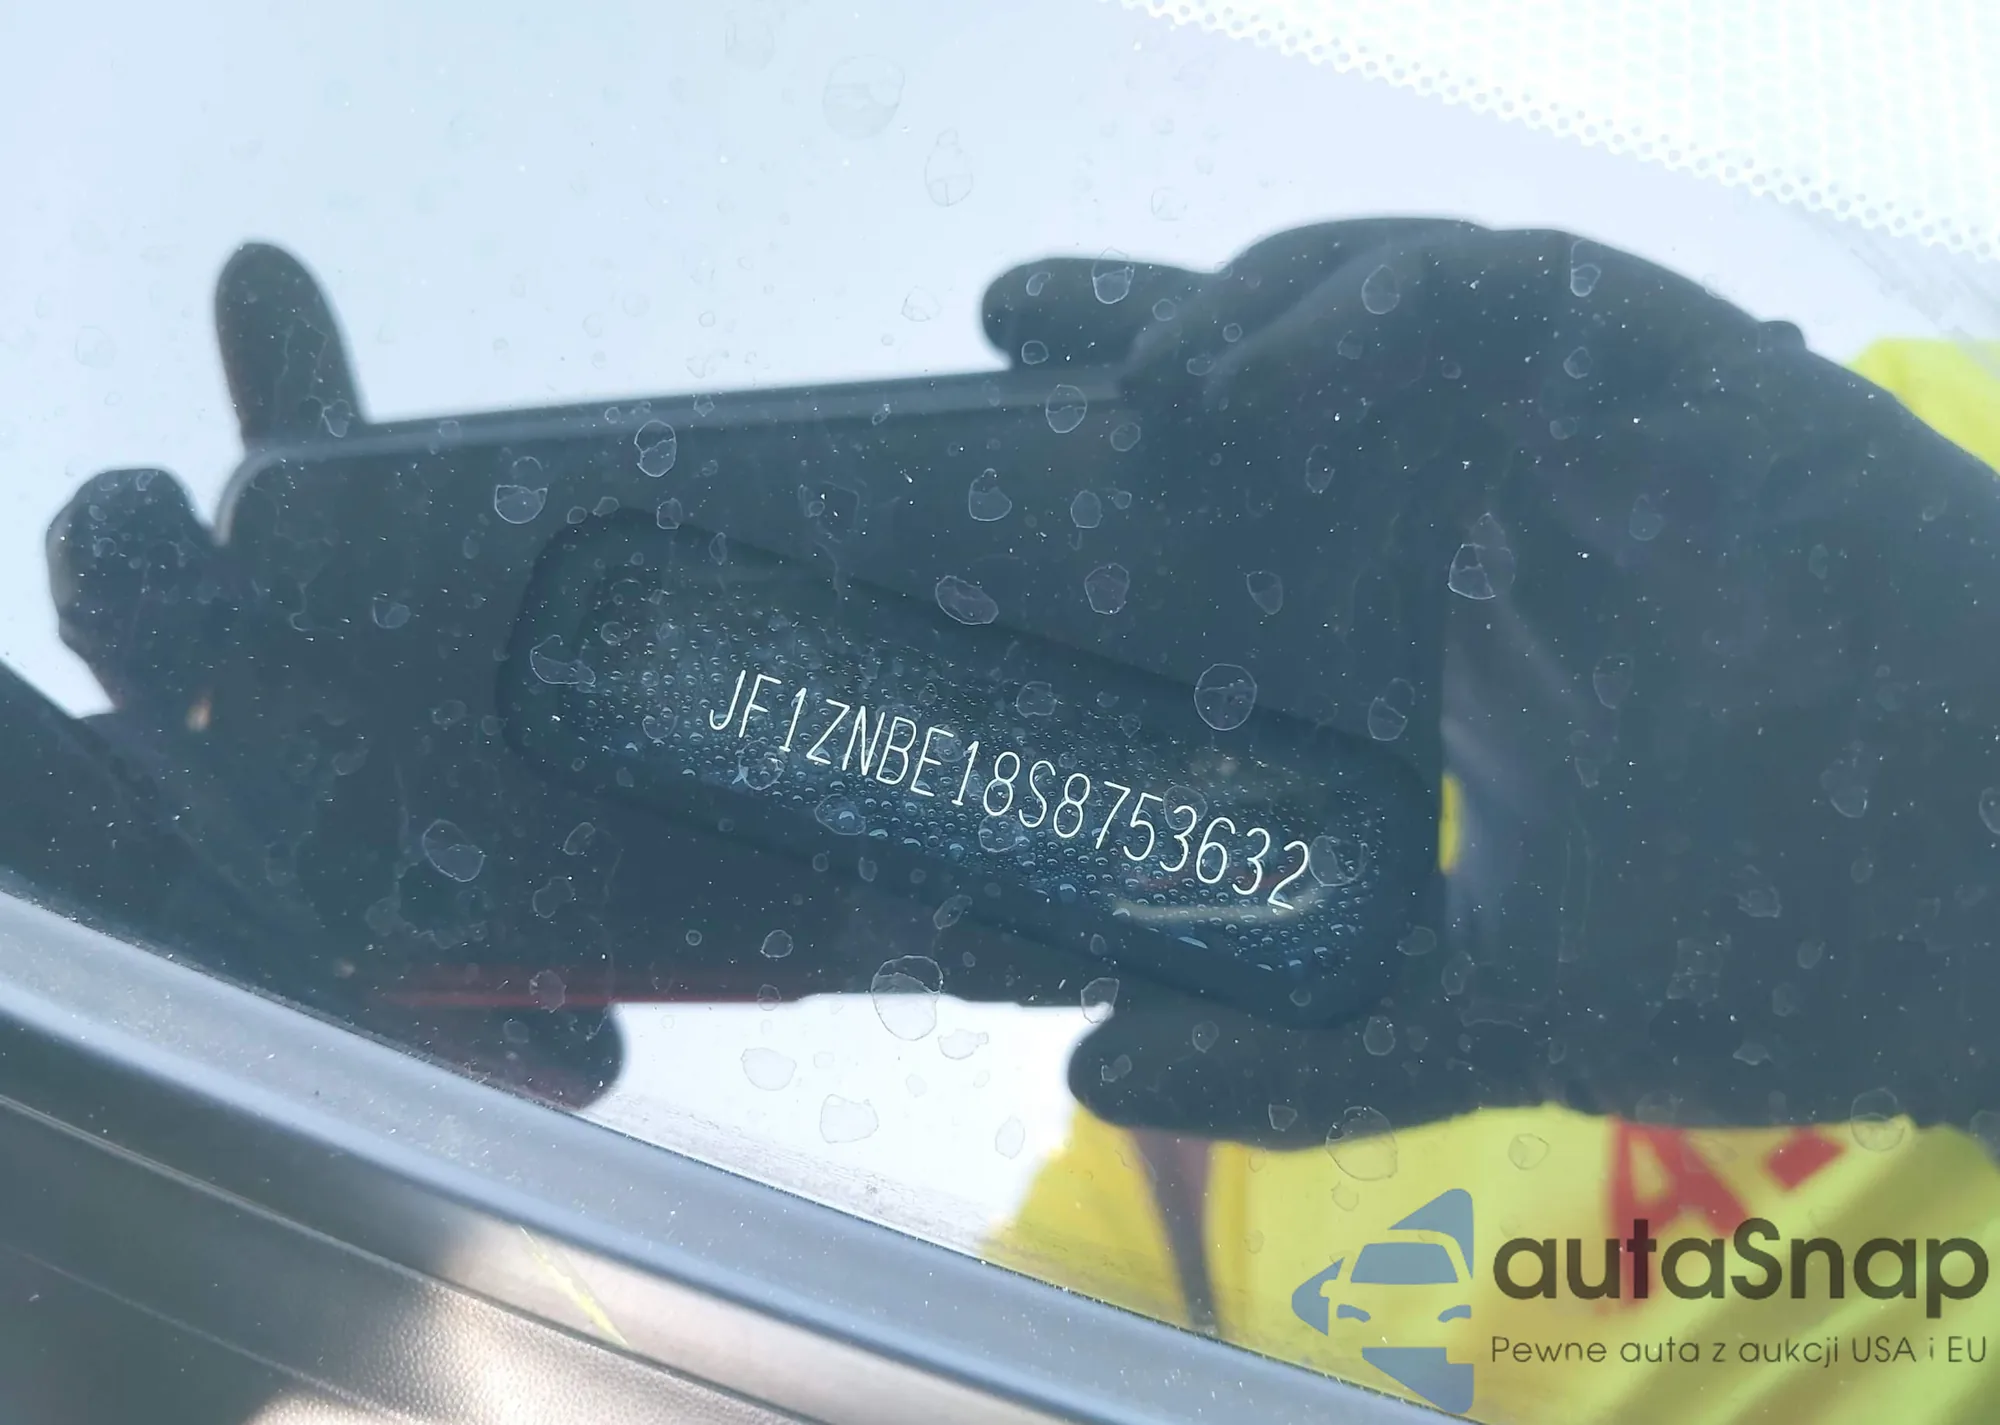 JF1ZNBE18S8753632
A-
autaSnap
Pewne auta z aukcji USA i EU